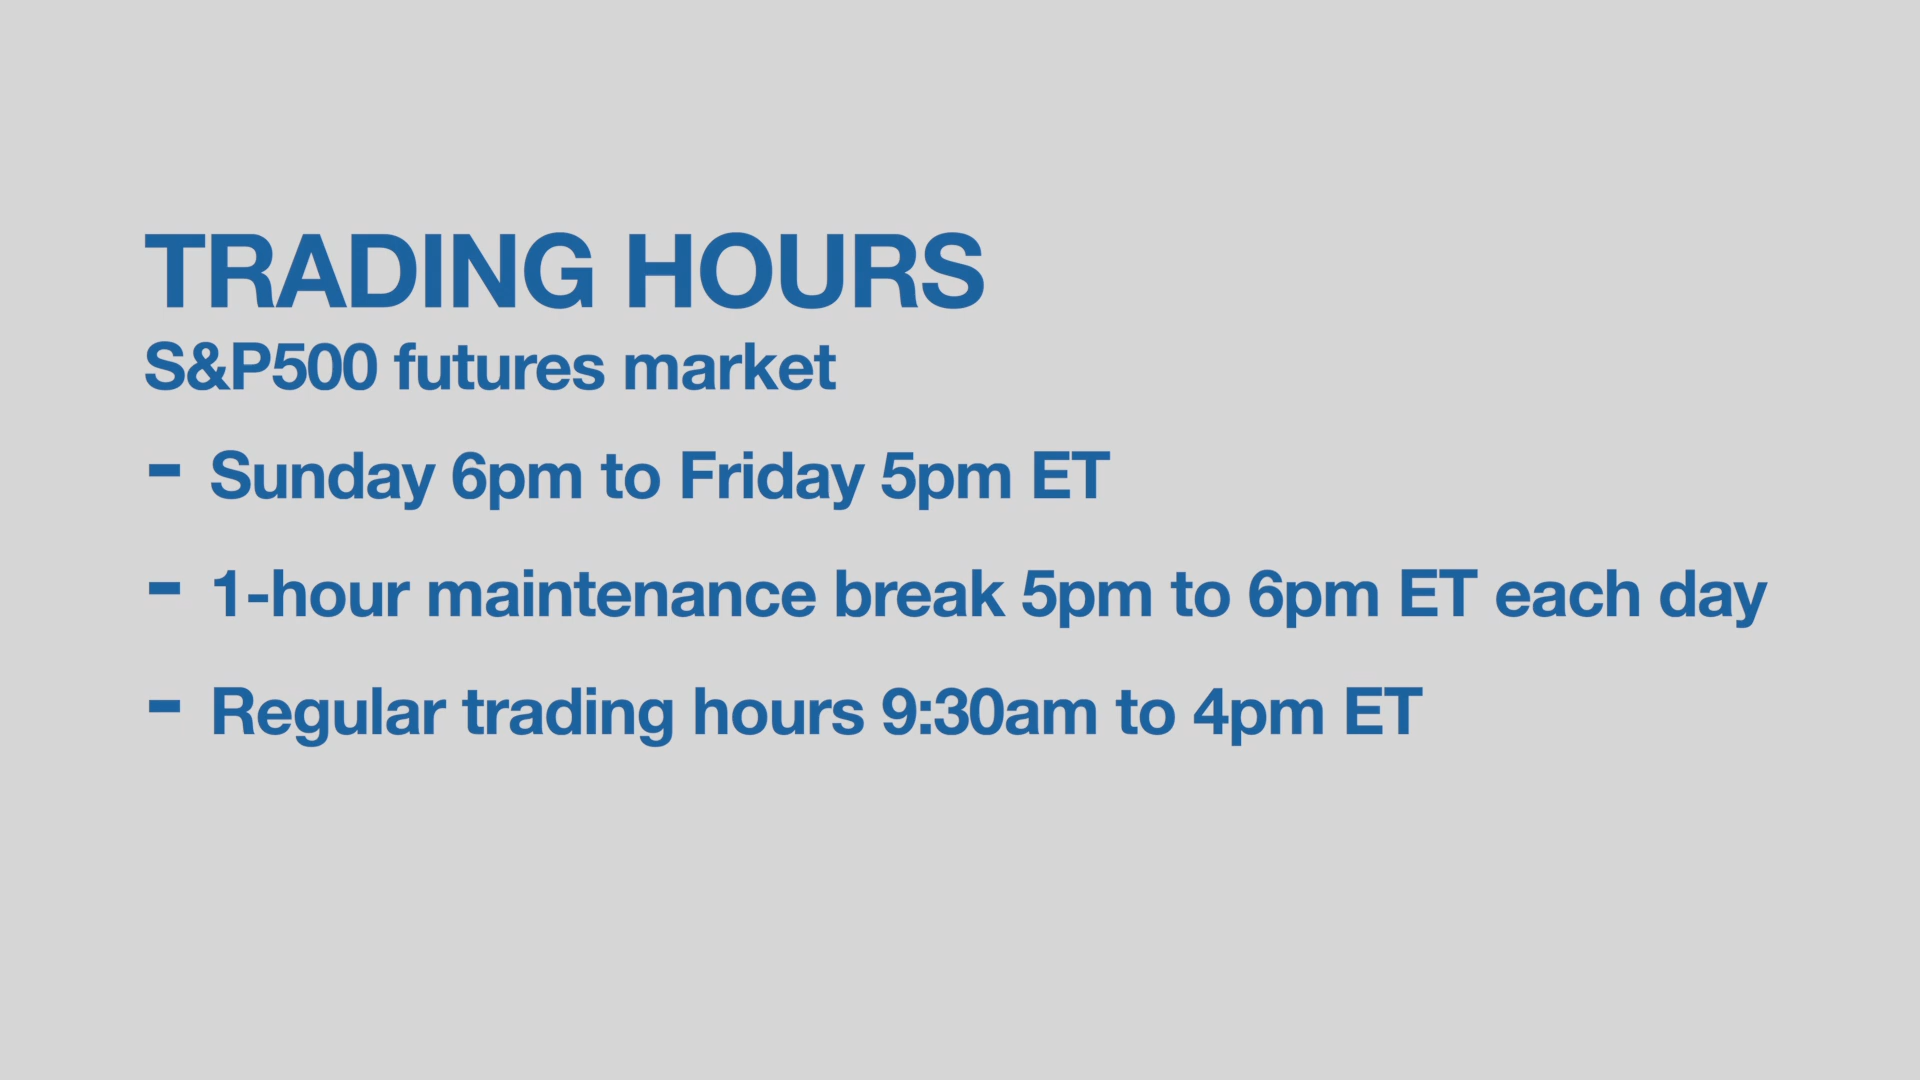 TRADING HOURS
S&P500 futures market
- Sunday 6pm to Friday 5pm ET
- 1-hour maintenance break 5pm to 6pm ET each day
- Regular trading hours 9:30am to 4pm ET